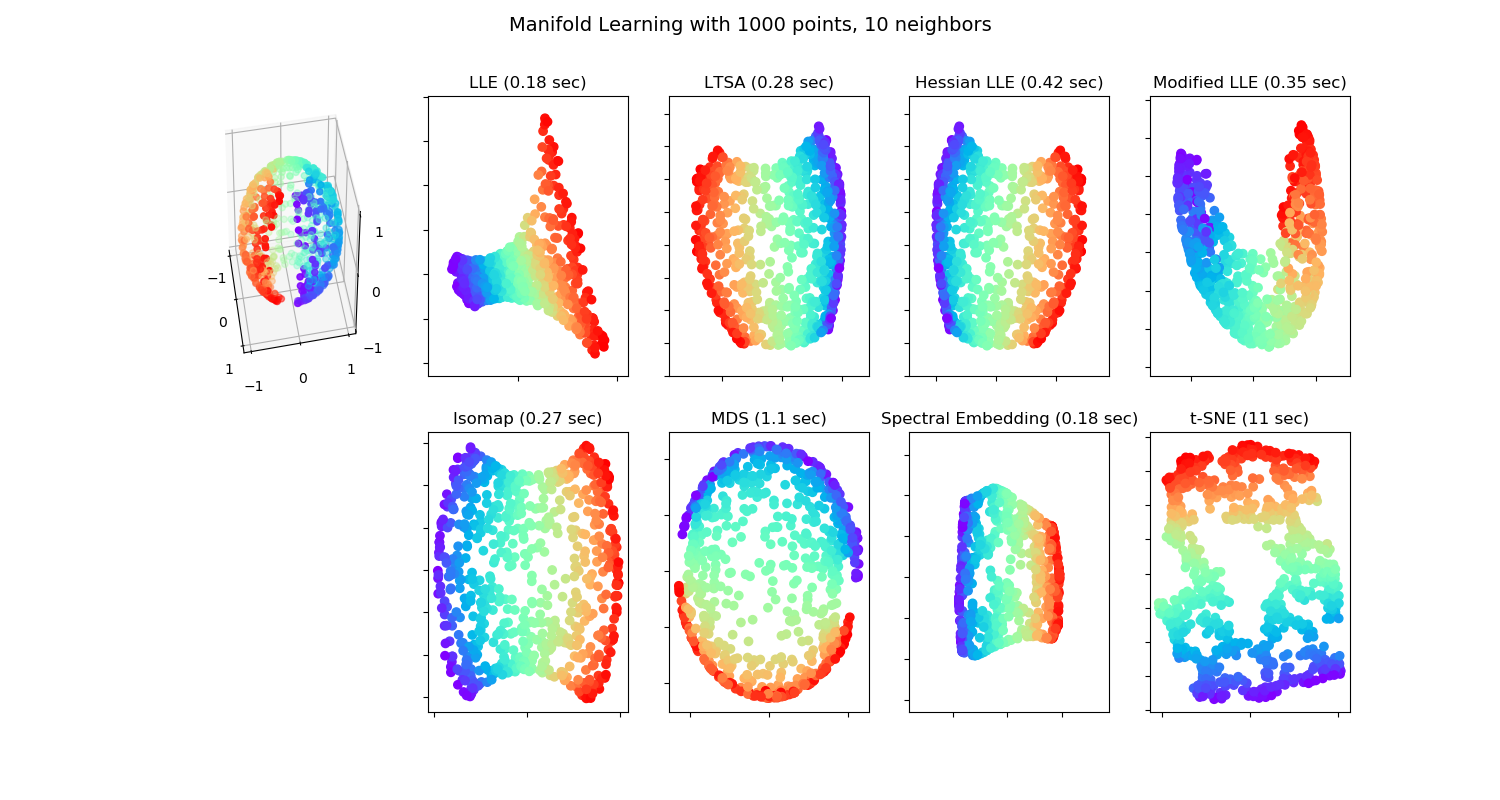 Manifold Learning with 1000 points, 10 neighbors
LLE (0.18 sec)
LTSA (0.28 sec)
Hessian LLE (0.42 sec)
Modified LLE (0.35 sec)
−1
0
1
−1
0
1
1
0
−1
Isomap (0.27 sec)
MDS (1.1 sec)
Spectral Embedding (0.18 sec)
t-SNE (11 sec)